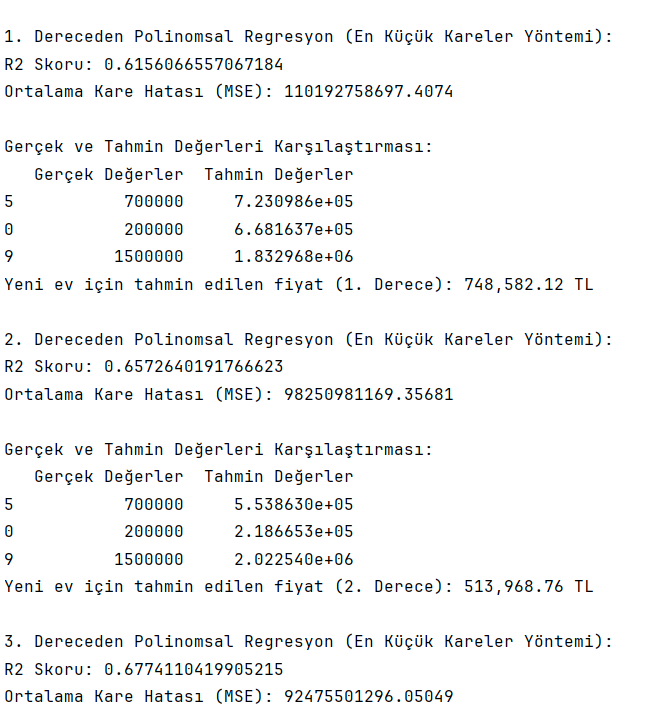 1. Dereceden Polinomsal Regresyon (En Küçük Kareler Yöntemi):
R2 Skoru: 0.6156066557067184
Ortalama Kare Hatası (MSE): 110192758697.4074
Gerçek ve Tahmin Değerleri Karşılaştırması:
Gerçek Değerler Tahmin Değerler
5 700000 7.230986e+05
0 200000 6.681637e+05
9 1500000 1.832968e+06
Yeni ev için tahmin edilen fiyat (1. Derece): 748,582.12 TL
2. Dereceden Polinomsal Regresyon (En Küçük Kareler Yöntemi):
R2 Skoru: 0.6572640191766623
Ortalama Kare Hatası (MSE): 98250981169.35681
Gerçek ve Tahmin Değerleri Karşılaştırması:
Gerçek Değerler Tahmin Değerler
5 700000 5.538630e+05
0 200000 2.186653e+05
9 1500000 2.022540e+06
Yeni ev için tahmin edilen fiyat (2. Derece): 513,968.76 TL
3. Dereceden Polinomsal Regresyon (En Küçük Kareler Yöntemi):
R2 Skoru: 0.6774110419905215
Ortalama Kare Hatası (MSE): 92475501296.05049